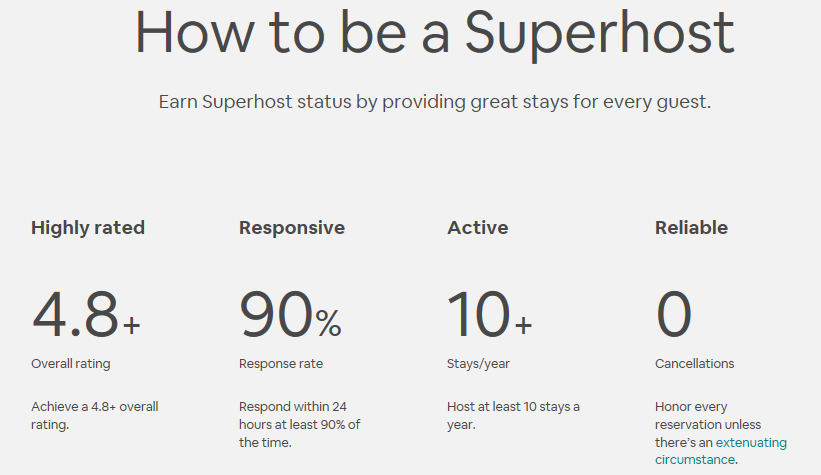 How to be a Superhost
Earn Superhost status by providing great stays for every guest.
Highly rated
4.8+
Overall rating
Achieve a 4.8+ overall
rating.
Responsive
90%
Response rate
Respond within 24
hours at least 90% of
the time.
Active
10+
Stays/year
Host at least 10 stays a
year.
Reliable
0
Cancellations
Honor every
reservation unless
there's an extenuating
circumstance.